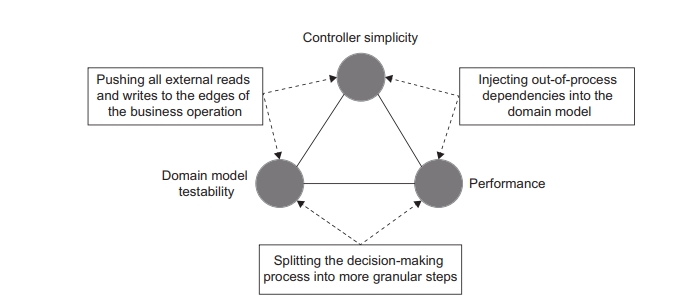 Controller simplicity
Pushing all external reads
and writes to the edges of
the business operation
Injecting out-of-process
dependencies into the
domain model
Domain model
testability
Performance
Splitting the decision-making
process into more granular steps